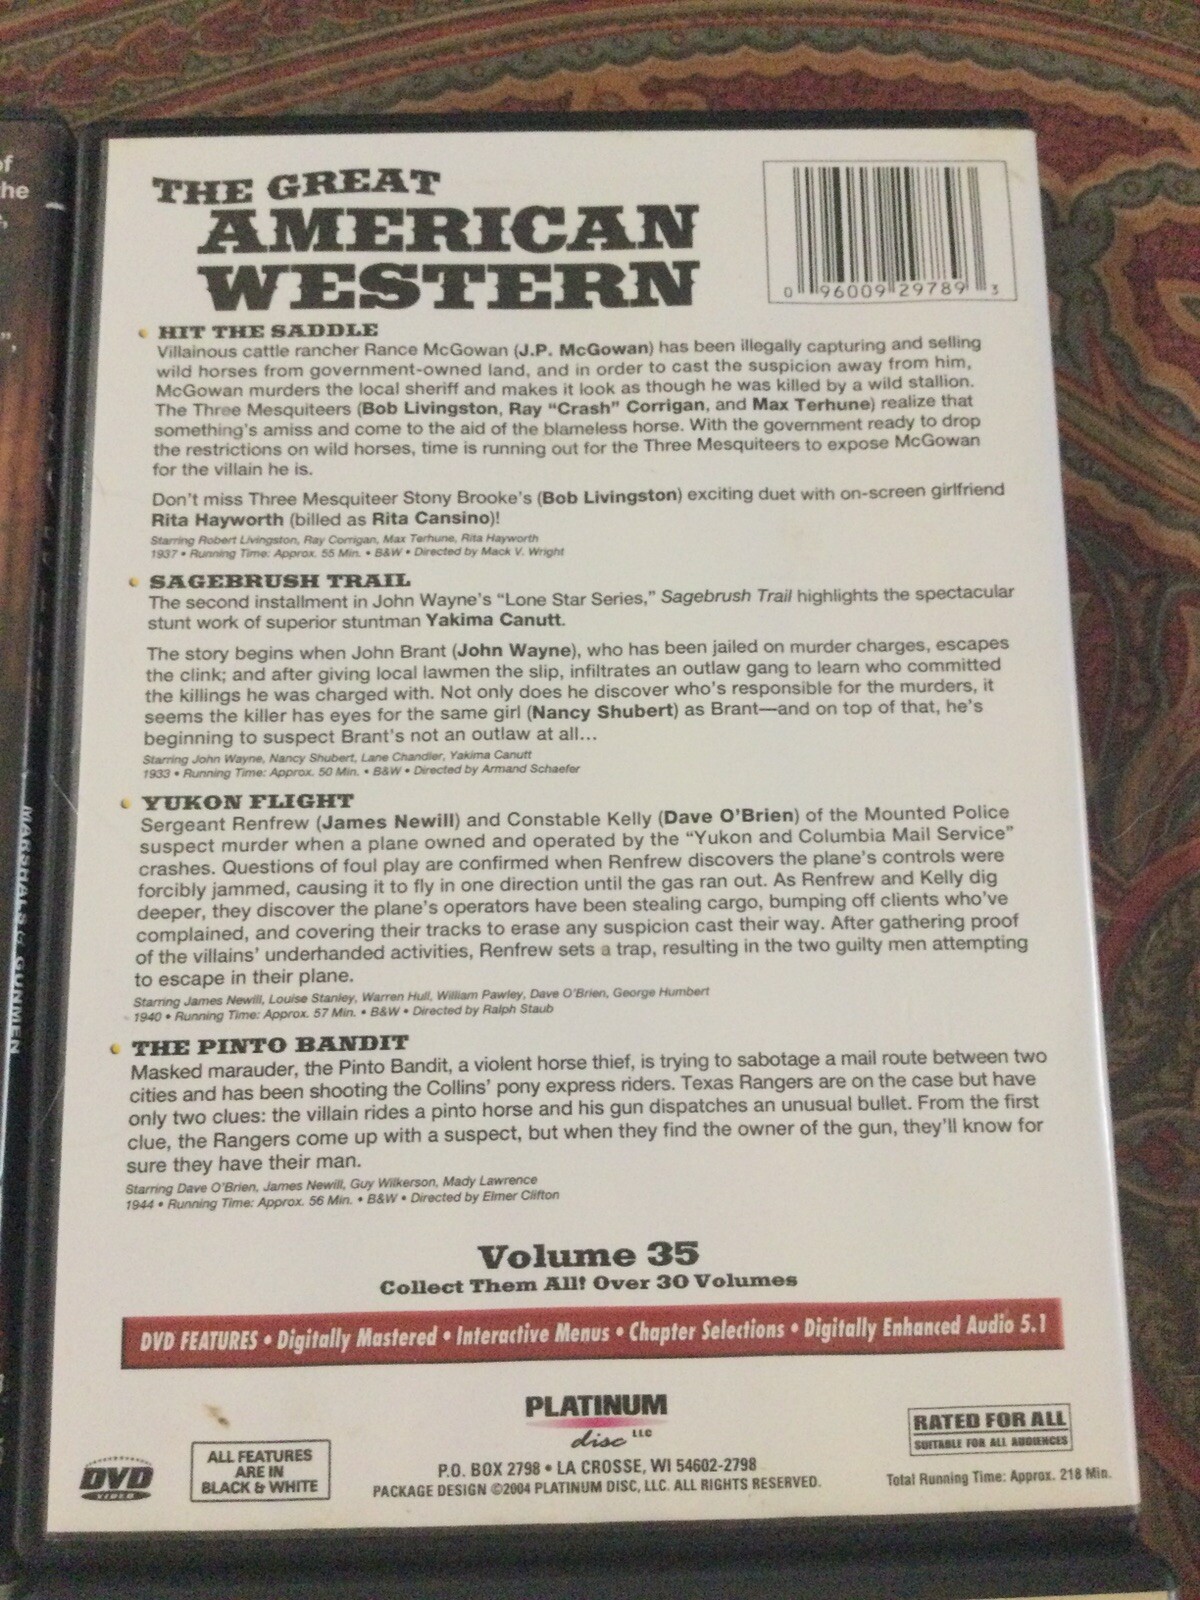 of
the
THE GREAT
AMERICAN
WESTERN
0 96009 29789 3
• HIT THE SADDLE
Villainous cattle rancher Rance McGowan (J.P. McGowan) has been illegally capturing and selling
wild horses from government-owned land, and in order to cast the suspicion away from him,
McGowan murders the local sheriff and makes it look as though he was killed by a wild stallion.
The Three Mesquiteers (Bob Livingston, Ray “Crash” Corrigan, and Max Terhune) realize that
something's amiss and come to the aid of the blameless horse. With the government ready to drop
the restrictions on wild horses, time is running out for the Three Mesquiteers to expose McGowan
for the villain he is.
Don't miss Three Mesquiteer Stony Brooke's (Bob Livingston) exciting duet with on-screen girlfriend
Rita Hayworth (billed as Rita Cansino)!
Starring Robert Livingston, Ray Corrigan, Max Terhune, Rita Hayworth
1937 • Running Time: Approx. 55 Min. • B&W • Directed by Mack V. Wright
• SAGEBRUSH TRAIL
The second installment in John Wayne's “Lone Star Series,” Sagebrush Trail highlights the spectacular
stunt work of superior stuntman Yakima Canutt.
The story begins when John Brant (John Wayne), who has been jailed on murder charges, escapes
the clink; and after giving local lawmen the slip, infiltrates an outlaw gang to learn who committed
the killings he was charged with. Not only does he discover who's responsible for the murders, it
seems the killer has eyes for the same girl (Nancy Shubert) as Brant—and on top of that, he's
beginning to suspect Brant's not an outlaw at all...
Starring John Wayne, Nancy Shubert, Lane Chandler, Yakima Canutt
1933 • Running Time: Approx. 50 Min. • B&W • Directed by Armand Schaefer
• YUKON FLIGHT
Sergeant Renfrew (James Newill) and Constable Kelly (Dave O'Brien) of the Mounted Police
suspect murder when a plane owned and operated by the “Yukon and Columbia Mail Service”
crashes. Questions of foul play are confirmed when Renfrew discovers the plane's controls were
forcibly jammed, causing it to fly in one direction until the gas ran out. As Renfrew and Kelly dig
deeper, they discover the plane's operators have been stealing cargo, bumping off clients who've
complained, and covering their tracks to erase any suspicion cast their way. After gathering proof
of the villains' underhanded activities, Renfrew sets a trap, resulting in the two guilty men attempting
to escape in their plane.
Starring James Newill, Louise Stanley, Warren Hull, William Pawley, Dave O'Brien, George Humbert
1940 • Running Time: Approx. 57 Min. • B&W • Directed by Ralph Staub
• THE PINTO BANDIT
Masked marauder, the Pinto Bandit, a violent horse thief, is trying to sabotage a mail route between two
cities and has been shooting the Collins' pony express riders. Texas Rangers are on the case but have
only two clues: the villain rides a pinto horse and his gun dispatches an unusual bullet. From the first
clue, the Rangers come up with a suspect, but when they find the owner of the gun, they'll know for
sure they have their man.
Starring Dave O'Brien, James Newill, Guy Wilkerson, Mady Lawrence
1944 • Running Time: Approx. 56 Min. • B&W • Directed by Elmer Clifton
Volume 35
Collect Them All! Over 30 Volumes
DVD FEATURES • Digitally Mastered • Interactive Menus • Chapter Selections • Digitally Enhanced Audio 5.1
PLATINUM
disc LLC
P.O. BOX 2798 • LA CROSSE, WI 54602-2798
PACKAGE DESIGN ©2004 PLATINUM DISC, LLC. ALL RIGHTS RESERVED.
DVD
VIDEO
ALL FEATURES
ARE IN
BLACK & WHITE
RATED FOR ALL
SUITABLE FOR ALL AUDIENCES
Total Running Time: Approx. 218 Min.
MARSHALS & GUNMEN